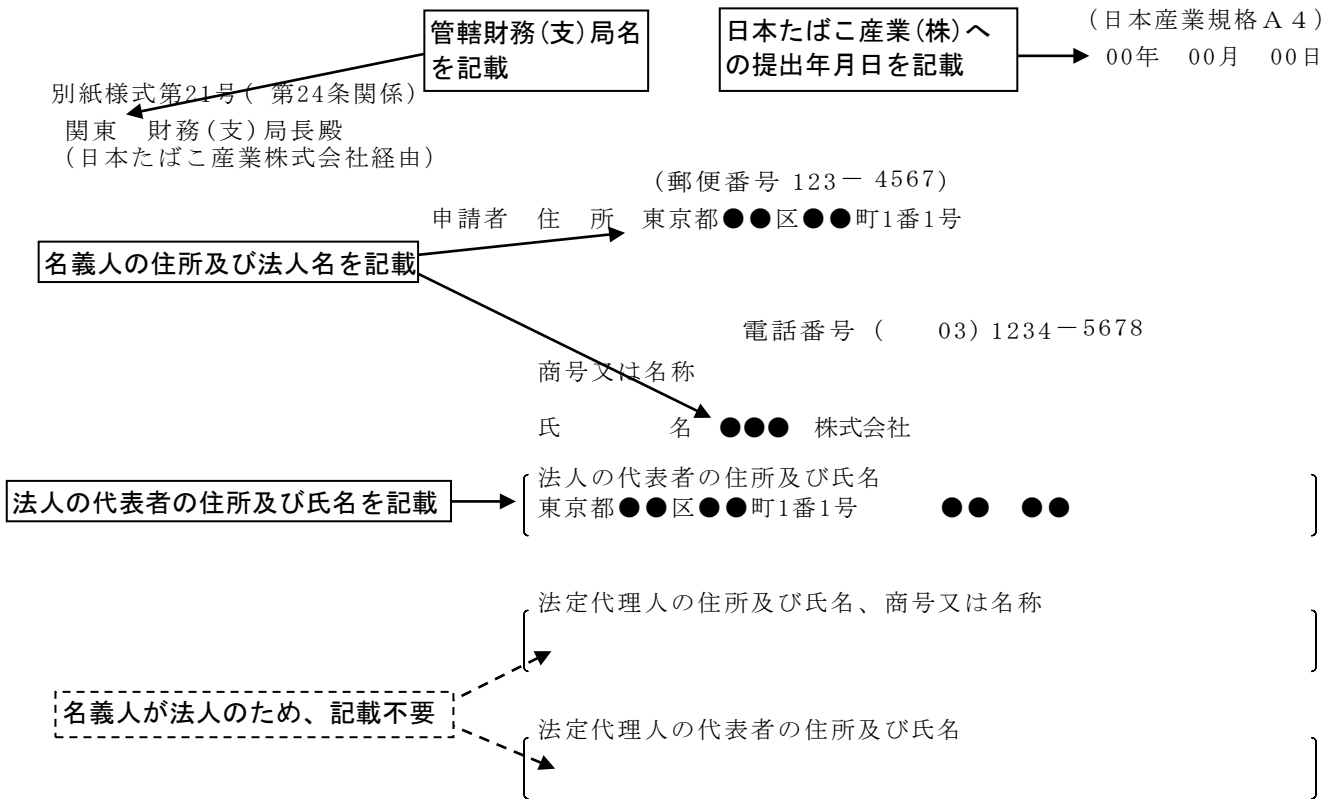 管轄財務(支)局名
を記載
日本たばこ産業(株)へ
の提出年月日を記載
(日本産業規格A4)
00年 00月 00日
別紙様式第21号( 第24条関係)
関東 財務(支)局長殿
(日本たばこ産業株式会社経由)
(郵便番号 123－4567)
申請者 住 所 東京都●●区●●町1番1号
名義人の住所及び法人名を記載
電話番号 ( 03) 1234－5678
商号又は名称
氏 名 ●●● 株式会社
法人の代表者の住所及び氏名を記載
法人の代表者の住所及び氏名
東京都●●区●●町1番1号 ●● ●●
法定代理人の住所及び氏名、商号又は名称
名義人が法人のため、記載不要
法定代理人の代表者の住所及び氏名